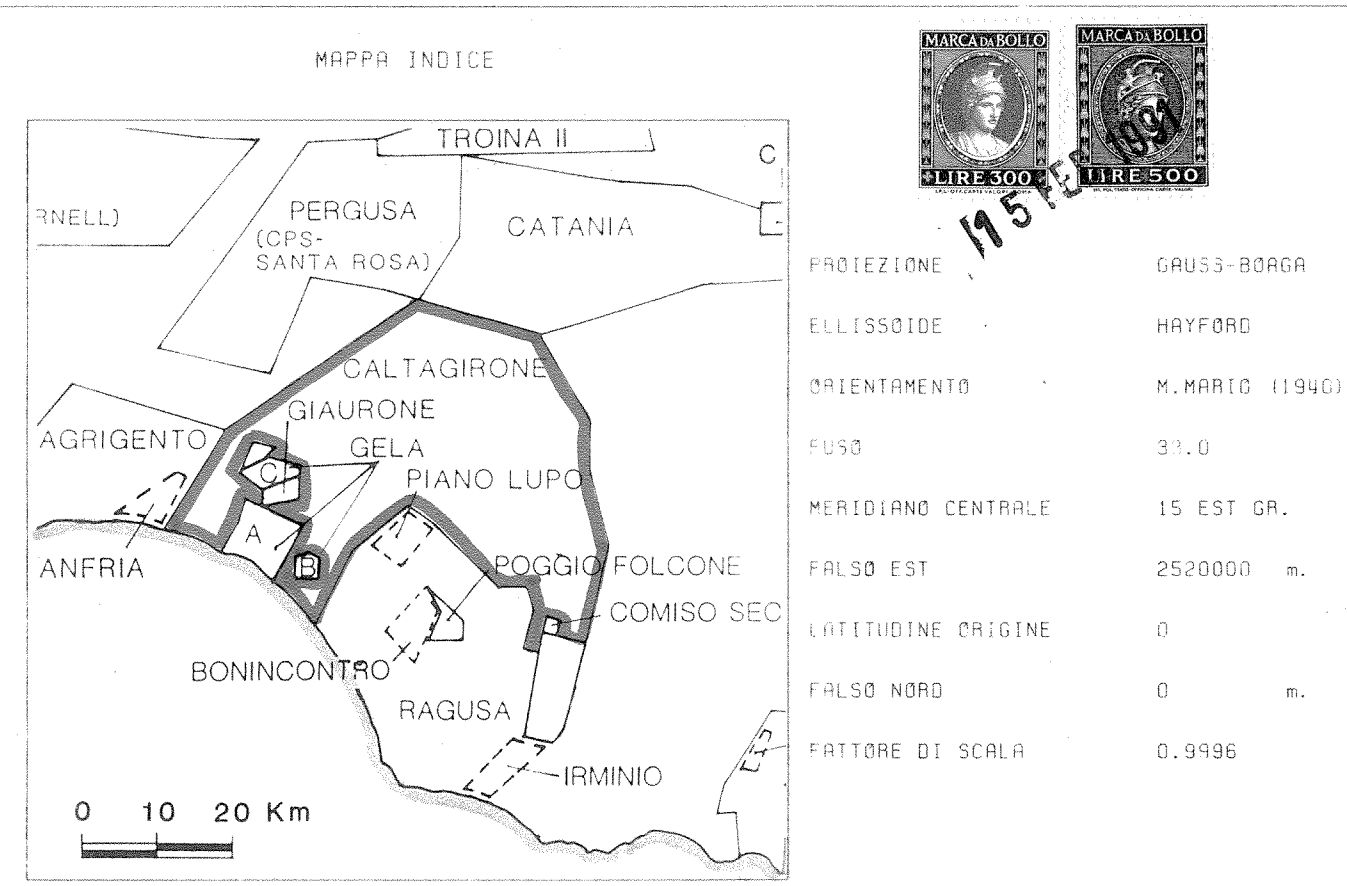 MAPPA INDICE
MARCA DA BOLLO
LIRE 300
MARCA DA BOLLO
LIRE 500
15 FEB 1991
TROINA II
C
RNELL)
PERGUSA
(CPS-
SANTA ROSA)
CATANIA
CALTAGIRONE
GIAURONE
AGRIGENTO
GELA
C
PIANO LUPO
A
ANFRIA
B
POGGIO FOLCONE
COMISO SEC
BONINCONTRO
RAGUSA
IRMINIO
0 10 20 Km
PROIEZIONE GAUSS-BOAGA
ELLISSOIDE HAYFORD
ORIENTAMENTO M.MARIO (1940)
FUSO 33.0
MERIDIANO CENTRALE 15 EST GR.
FALSO EST 2520000 m.
LATITUDINE ORIGINE 0
FALSO NORD 0 m.
FATTORE DI SCALA 0.9996